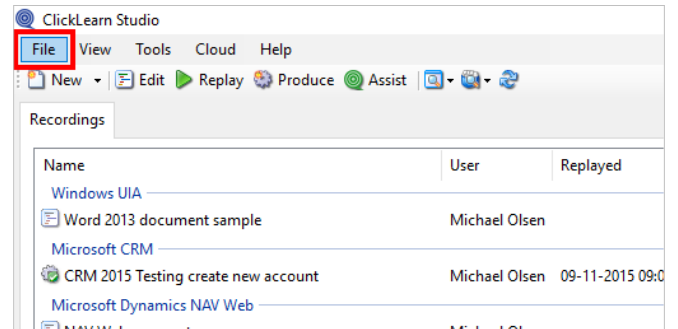 ClickLearn Studio
File View Tools Cloud Help
New Edit Replay Produce Assist
Recordings
Name User Replayed
Windows UIA
Word 2013 document sample Michael Olsen
Microsoft CRM
CRM 2015 Testing create new account Michael Olsen 09-11-2015 09:0
Microsoft Dynamics NAV Web